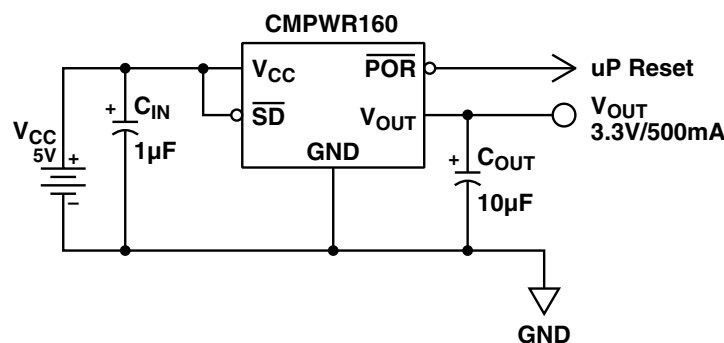 CMPWR160
VCC
POR
uP Reset
+
CIN
SD
VOUT
VOUT
3.3V/500mA
VCC
5V
+
1µF
GND
+
COUT
10µF
–
GND